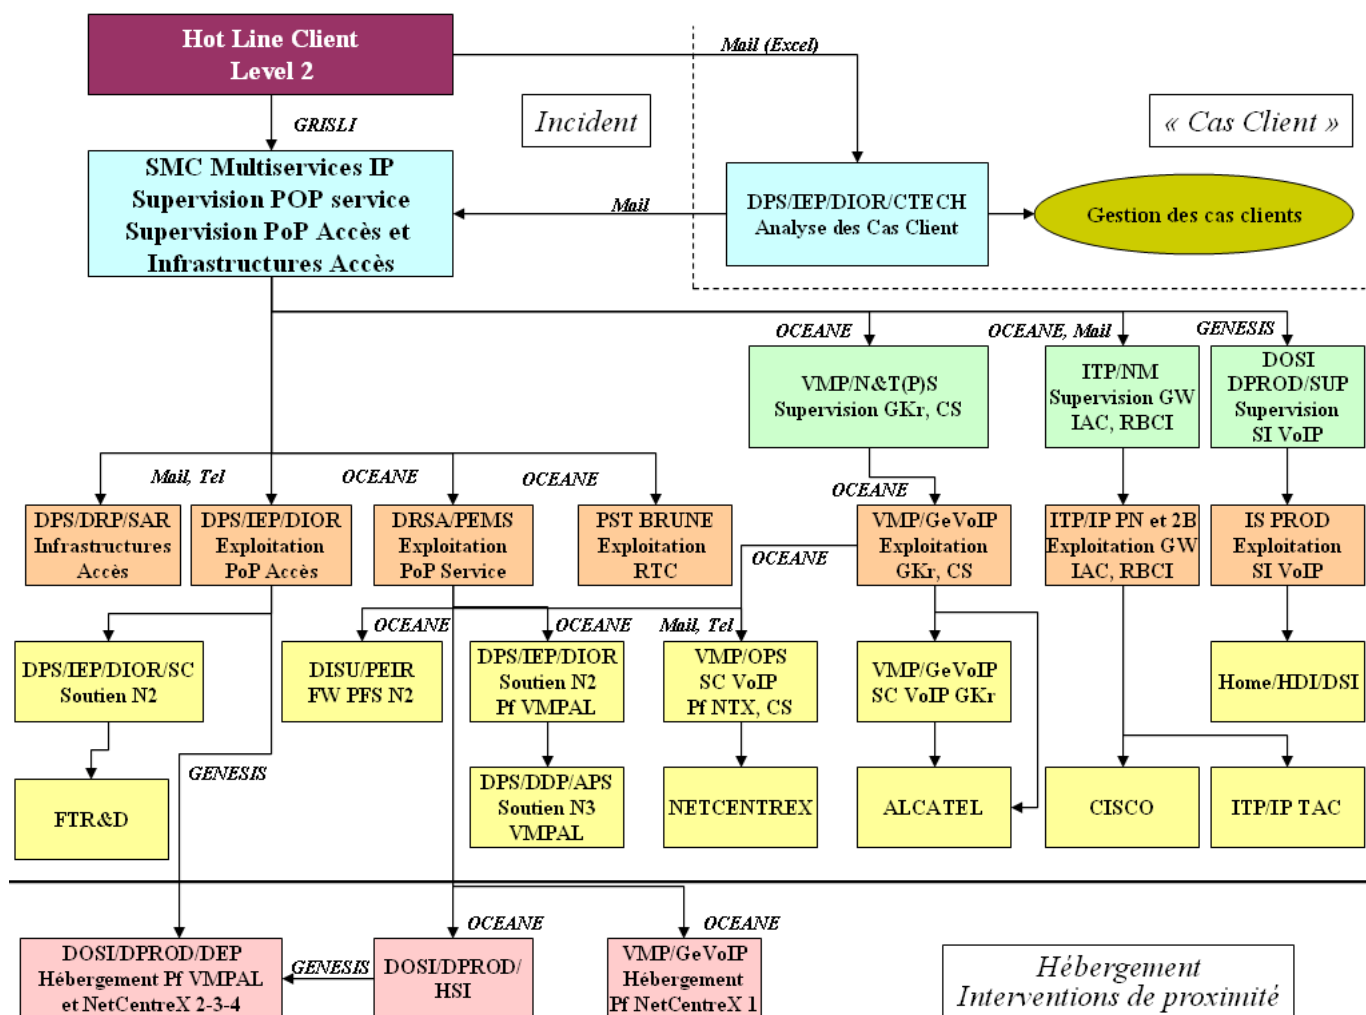 Hot Line Client
Level 2
Mail (Excel)
GRISLI
Incident
« Cas Client »
SMC Multiservices IP
Supervision POP service
Supervision PoP Accès et
Infrastructures Accès
Mail
DPS/IEP/DIOR/CTECH
Analyse des Cas Client
Gestion des cas clients
OCEANE
OCEANE, Mail
GENESIS
VMP/N&T(P)S
Supervision GKr, CS
ITP/NM
Supervision GW
IAC, RBCI
DOSI
DPROD/SUP
Supervision
SI VoIP
Mail, Tel
OCEANE
OCEANE
OCEANE
DPS/DRP/SAR
Infrastructures
Accès
DPS/IEP/DIOR
Exploitation
PoP Accès
DRSA/PEMS
Exploitation
PoP Service
PST BRUNE
Exploitation
RTC
VMP/GeVoIP
Exploitation
GKr, CS
ITP/IP PN et 2B
Exploitation GW
IAC, RBCI
IS PROD
Exploitation
SI VoIP
OCEANE
OCEANE
OCEANE
Mail, Tel
DPS/IEP/DIOR/SC
Soutien N2
DISU/PEIR
FW PFS N2
DPS/IEP/DIOR
Soutien N2
Pf VMPAL
VMP/OPS
SC VoIP
Pf NTX, CS
VMP/GeVoIP
SC VoIP GKr
Home/HDI/DSI
GENESIS
FTR&D
DPS/DDP/APS
Soutien N3
VMPAL
NETCENTREX
ALCATEL
CISCO
ITP/IP TAC
OCEANE
OCEANE
DOSI/DPROD/DEP
Hébergement Pf VMPAL
et NetCentreX 2-3-4
GENESIS
DOSI/DPROD/
HSI
VMP/GeVoIP
Hébergement
Pf NetCentreX 1
Hébergement
Interventions de proximité